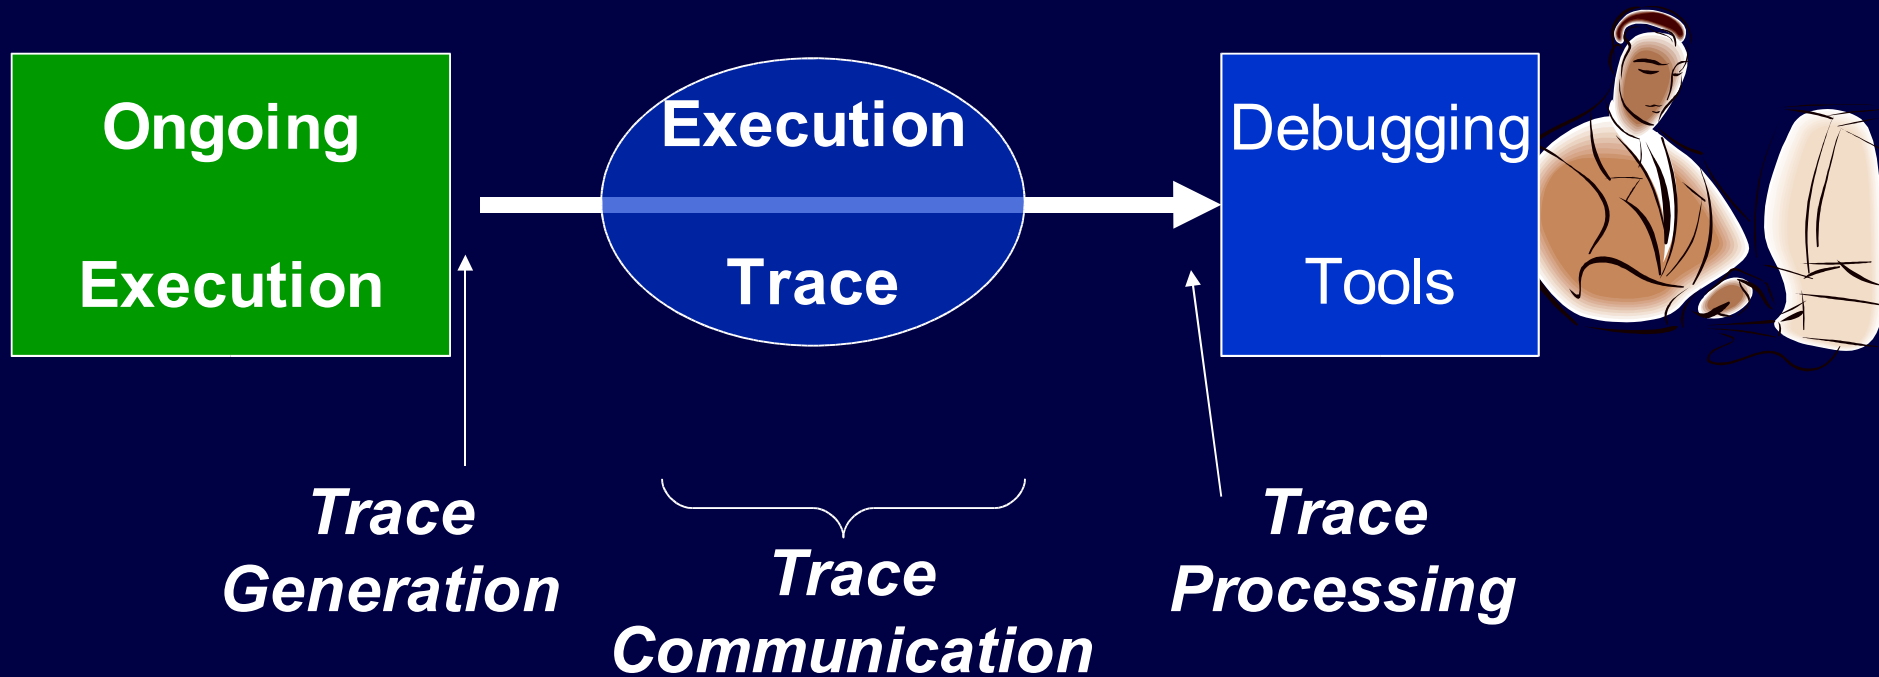 Ongoing
Execution
Execution
Trace
Debugging
Tools
Trace
Generation
Trace
Communication
Trace
Processing